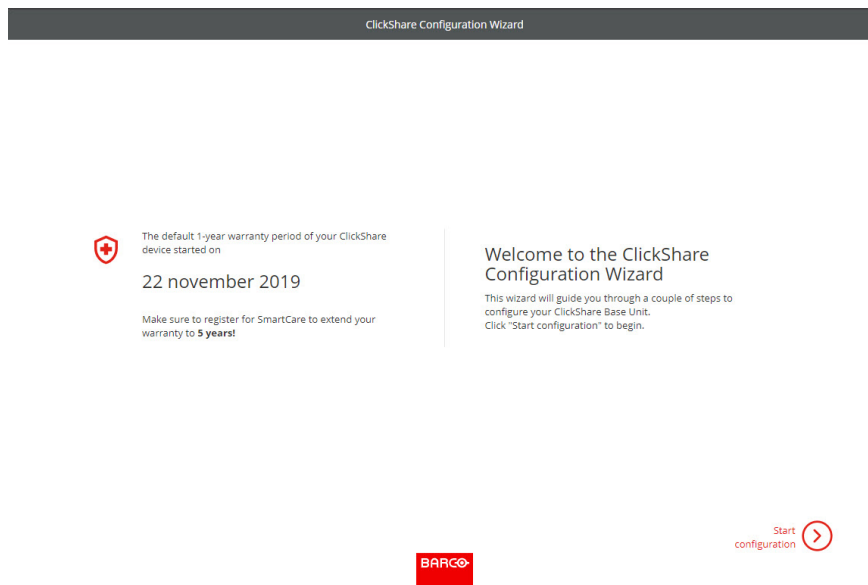 ClickShare Configuration Wizard
The default 1-year warranty period of your ClickShare
device started on
22 november 2019
Make sure to register for SmartCare to extend your
warranty to 5 years!
Welcome to the ClickShare
Configuration Wizard
This wizard will guide you through a couple of steps to
configure your ClickShare Base Unit.
Click "Start configuration" to begin.
Start
configuration
BARCO